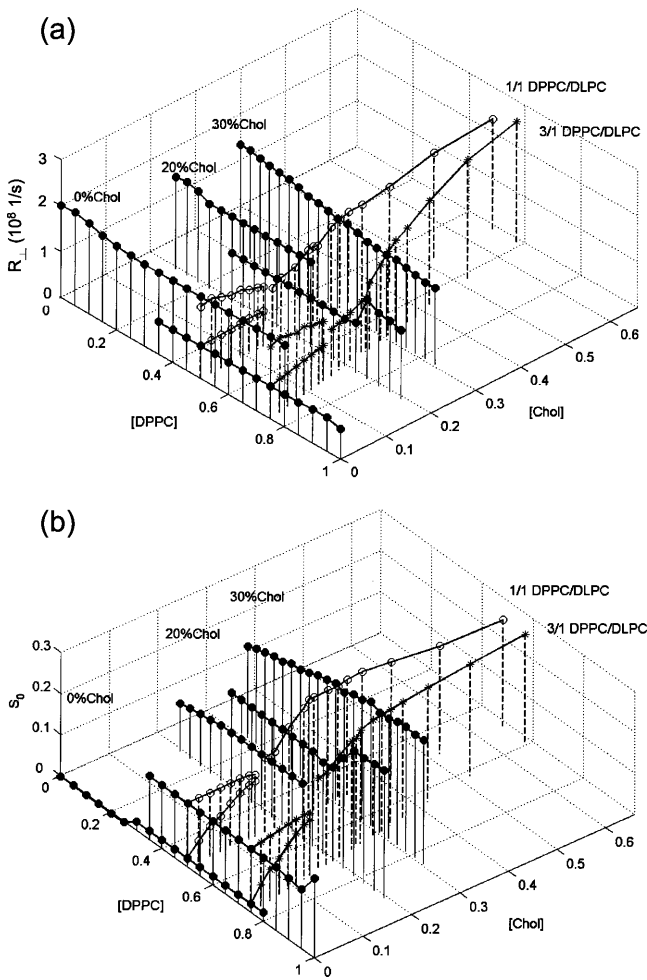 (a)
1/1 DPPC/DLPC
3/1 DPPC/DLPC
30%Chol
20%Chol
0%Chol
R⊥ (10⁸ 1/s)
3
2
1
0
0
0.2
0.4
0.6
0.8
1
[DPPC]
0
0.1
0.2
0.3
0.4
0.5
0.6
[Chol]
(b)
1/1 DPPC/DLPC
3/1 DPPC/DLPC
30%Chol
20%Chol
0%Chol
S₀
0.3
0.2
0.1
0
0
0.2
0.4
0.6
0.8
1
[DPPC]
0
0.1
0.2
0.3
0.4
0.5
0.6
[Chol]